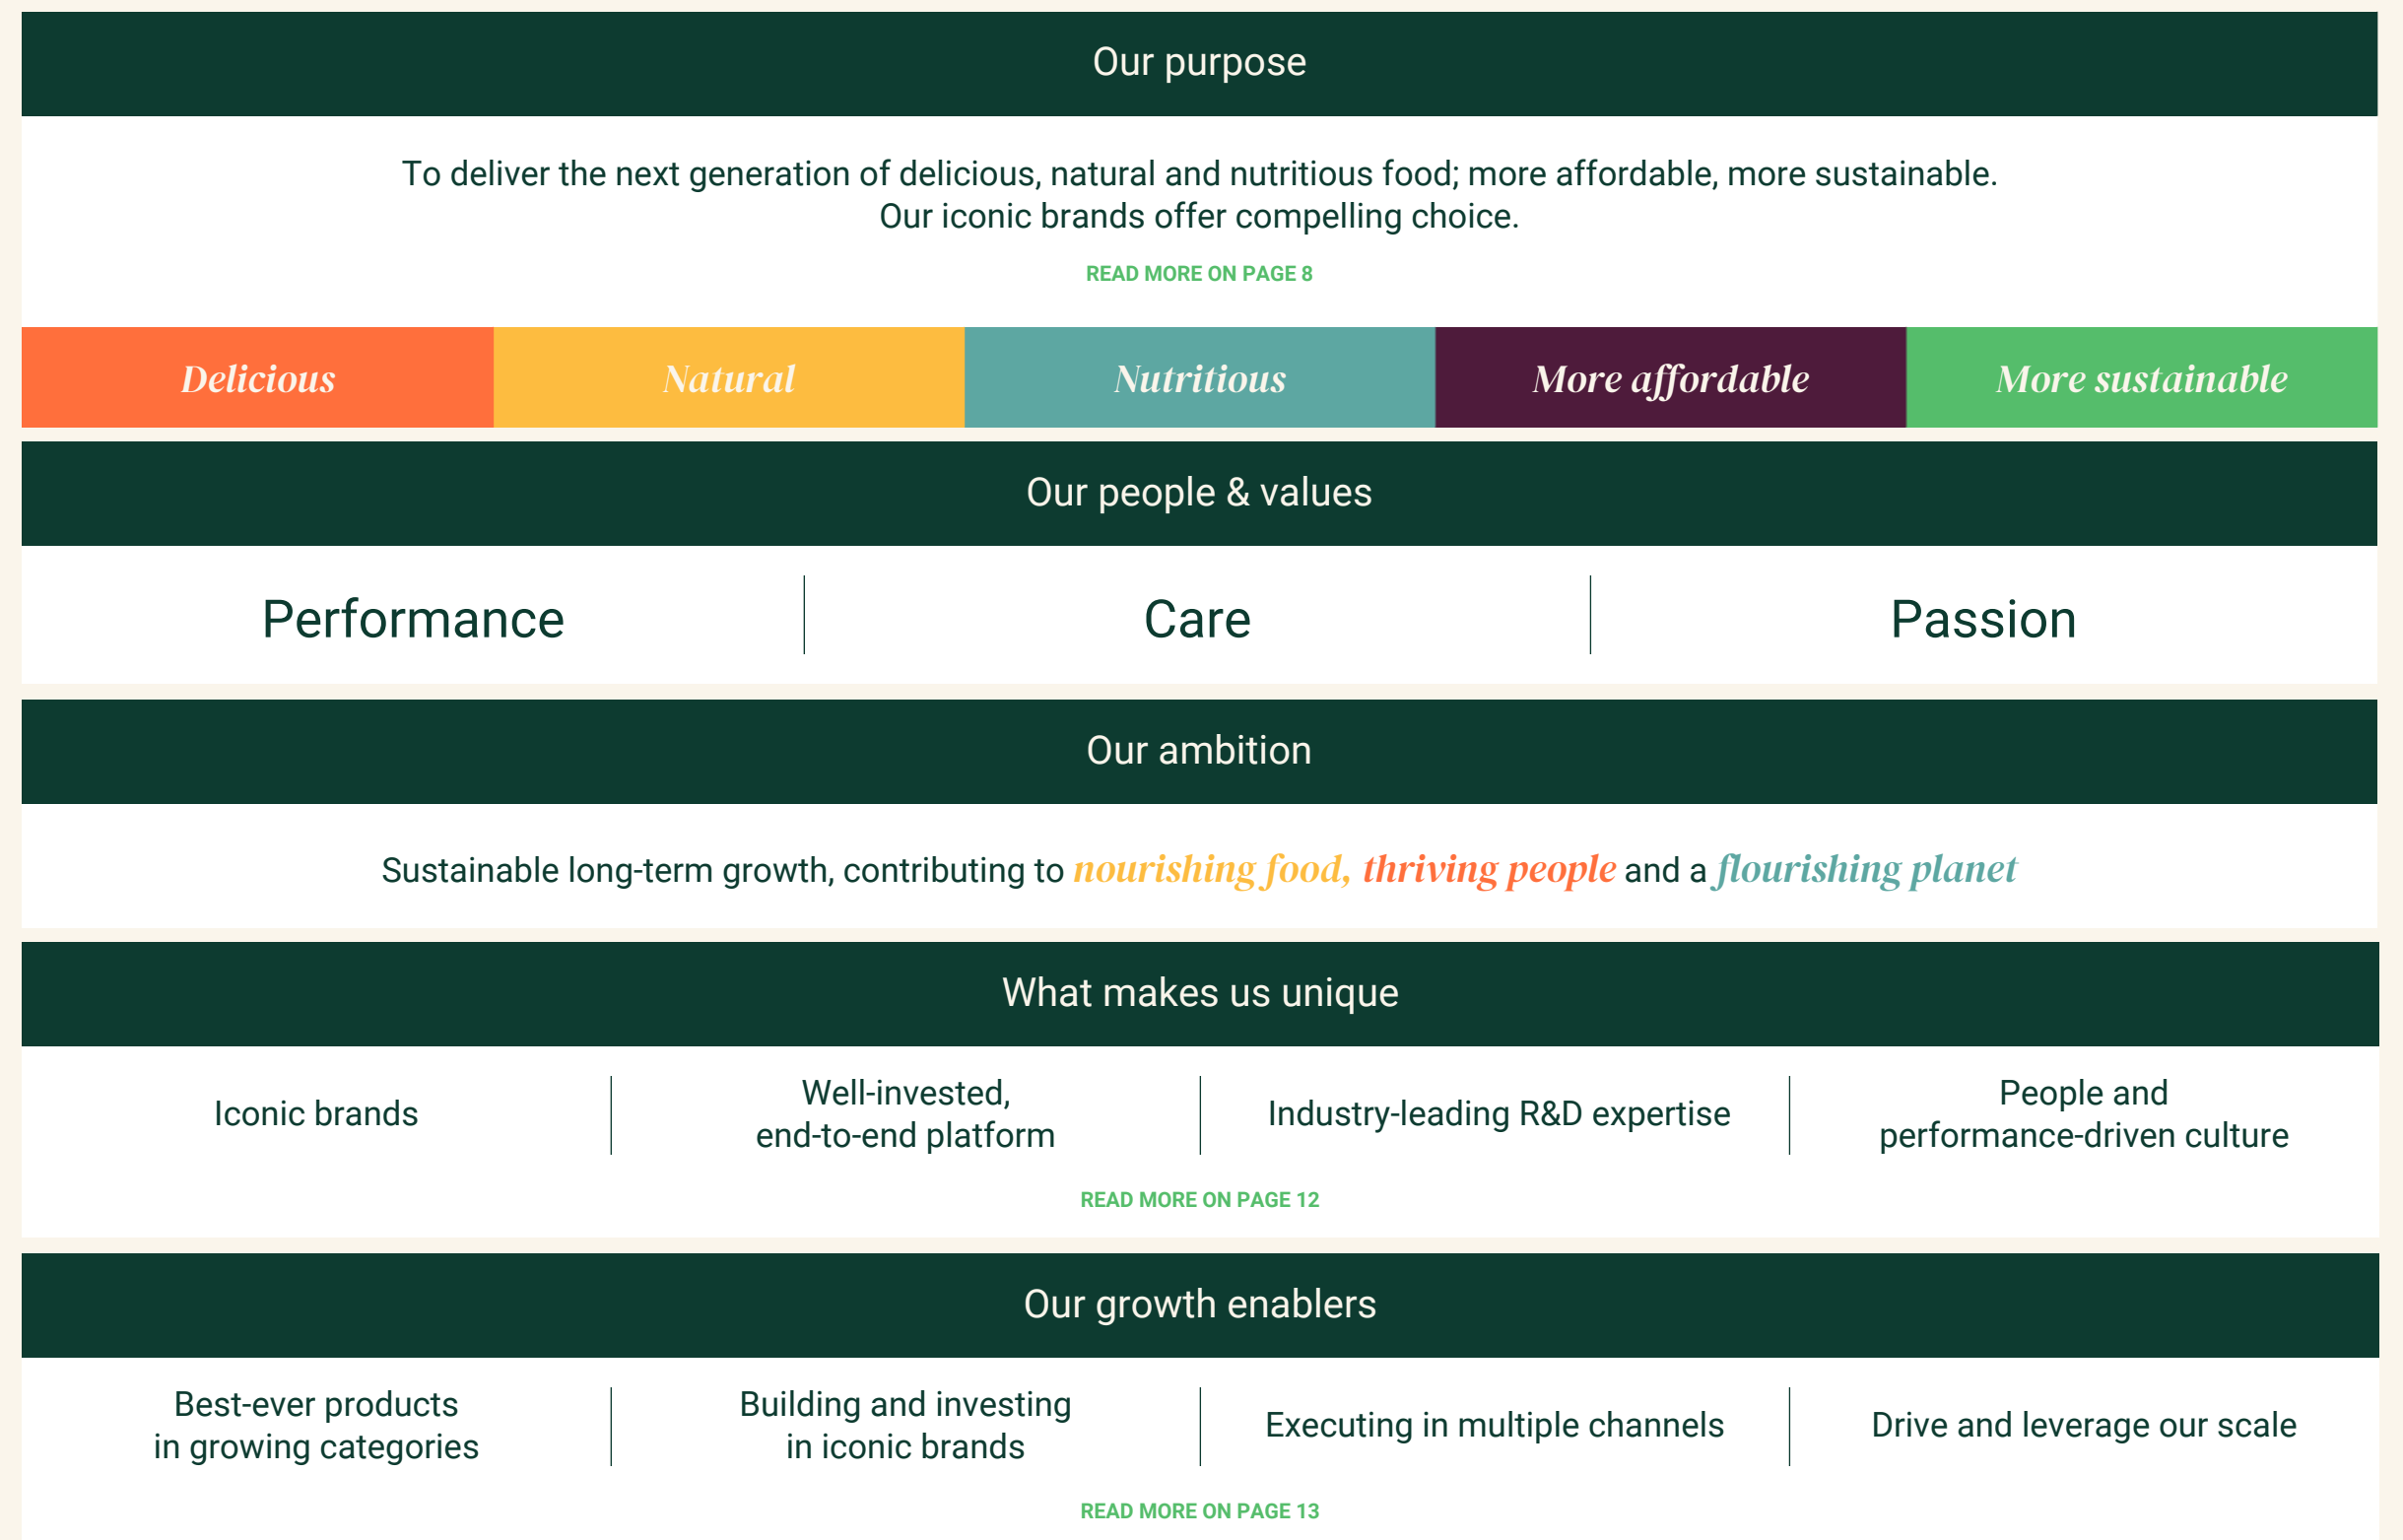 Our purpose
To deliver the next generation of delicious, natural and nutritious food; more affordable, more sustainable.
Our iconic brands offer compelling choice.
READ MORE ON PAGE 8
Delicious
Natural
Nutritious
More affordable
More sustainable
Our people & values
Performance
Care
Passion
Our ambition
Sustainable long-term growth, contributing to nourishing food, thriving people and a flourishing planet
What makes us unique
Iconic brands
Well-invested,
end-to-end platform
Industry-leading R&D expertise
People and
performance-driven culture
READ MORE ON PAGE 12
Our growth enablers
Best-ever products
in growing categories
Building and investing
in iconic brands
Executing in multiple channels
Drive and leverage our scale
READ MORE ON PAGE 13